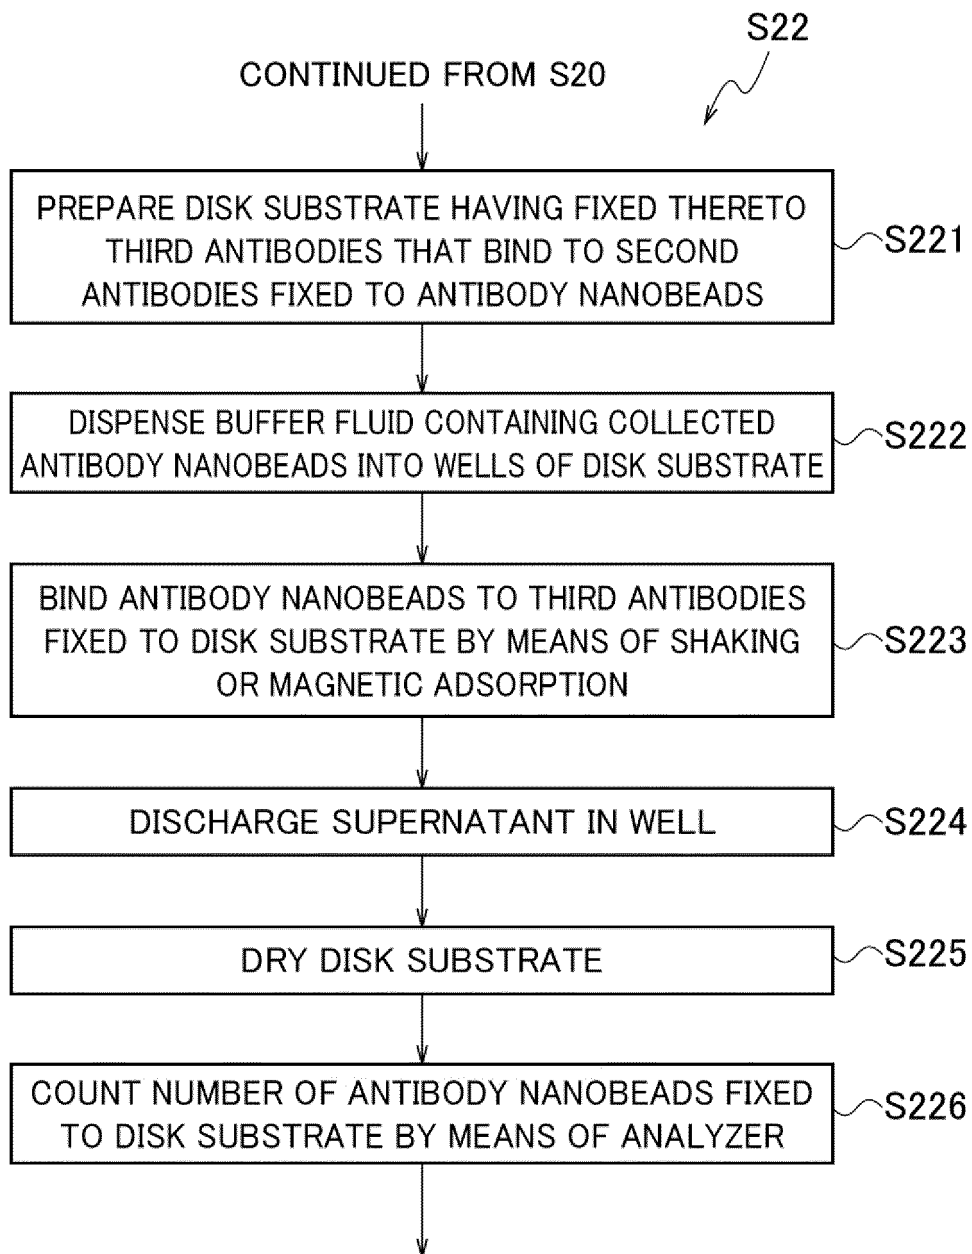 S22
CONTINUED FROM S20
PREPARE DISK SUBSTRATE HAVING FIXED THERETO
THIRD ANTIBODIES THAT BIND TO SECOND
ANTIBODIES FIXED TO ANTIBODY NANOBEADS
S221
DISPENSE BUFFER FLUID CONTAINING COLLECTED
ANTIBODY NANOBEADS INTO WELLS OF DISK SUBSTRATE
S222
BIND ANTIBODY NANOBEADS TO THIRD ANTIBODIES
FIXED TO DISK SUBSTRATE BY MEANS OF SHAKING
OR MAGNETIC ADSORPTION
S223
DISCHARGE SUPERNATANT IN WELL
S224
DRY DISK SUBSTRATE
S225
COUNT NUMBER OF ANTIBODY NANOBEADS FIXED
TO DISK SUBSTRATE BY MEANS OF ANALYZER
S226